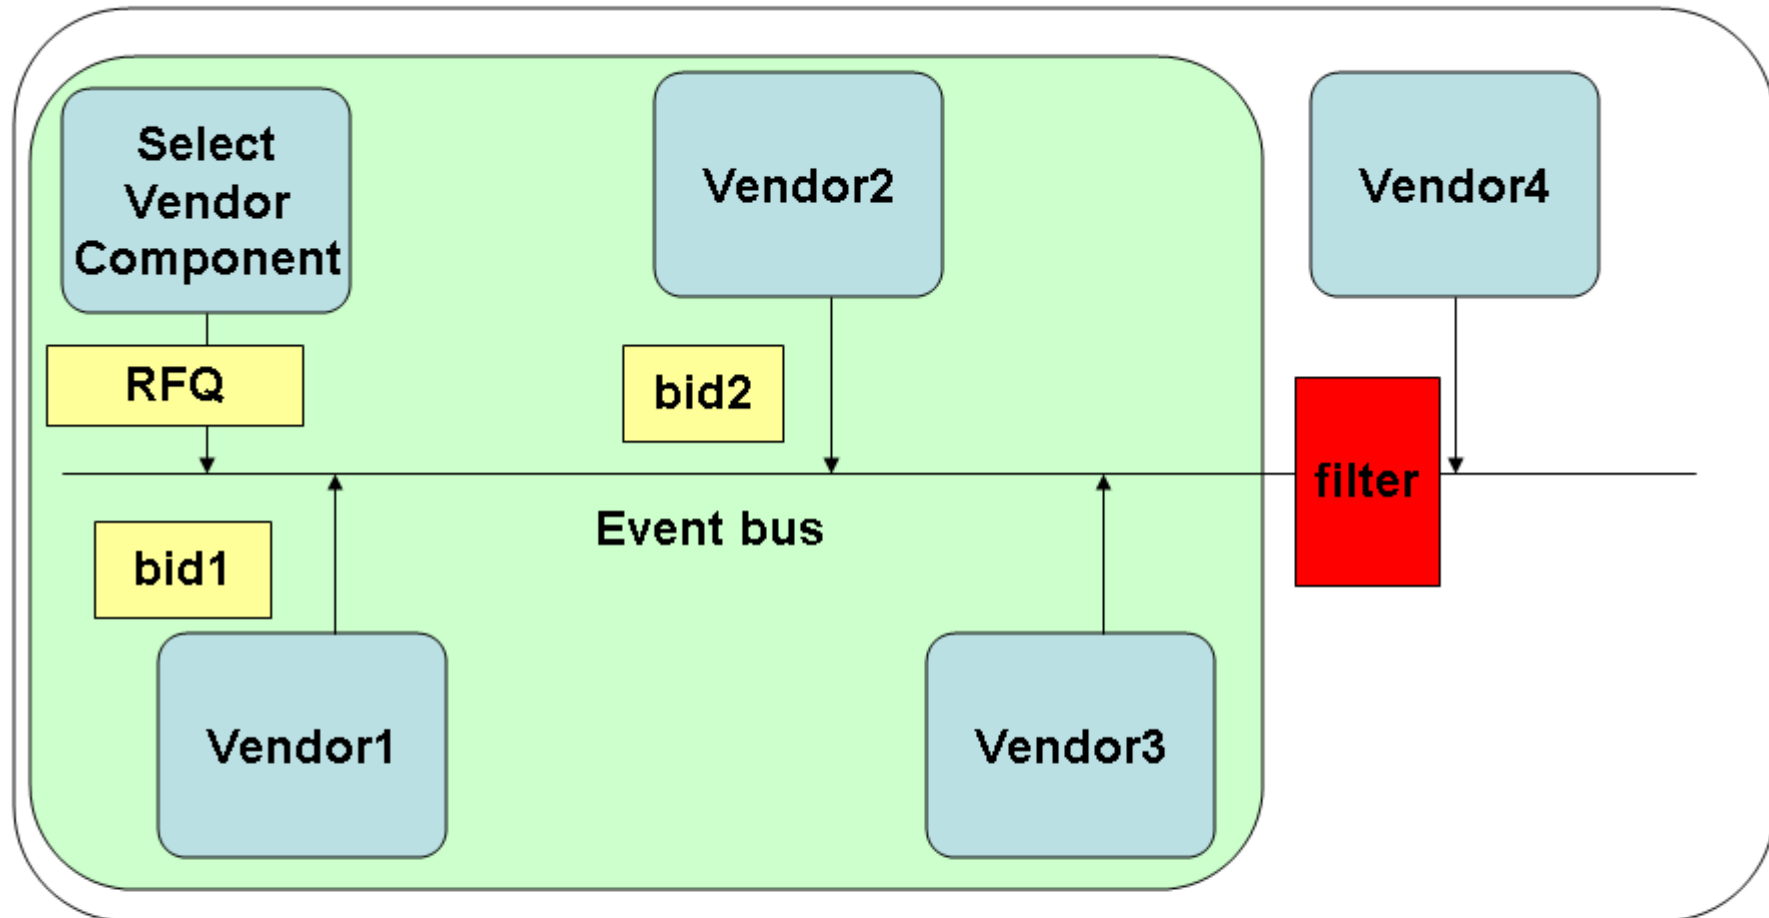 Select
Vendor
Component
Vendor2
Vendor4
RFQ
bid2
filter
Event bus
bid1
Vendor1
Vendor3